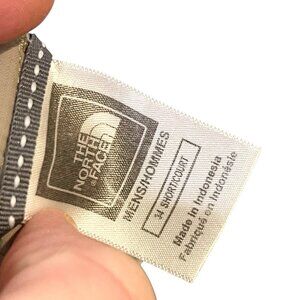 THE
NORTH
FACE
MENS/HOMMES
34 SHORT/COURT
Made in Indonesia
Fabriqué en Indonésie